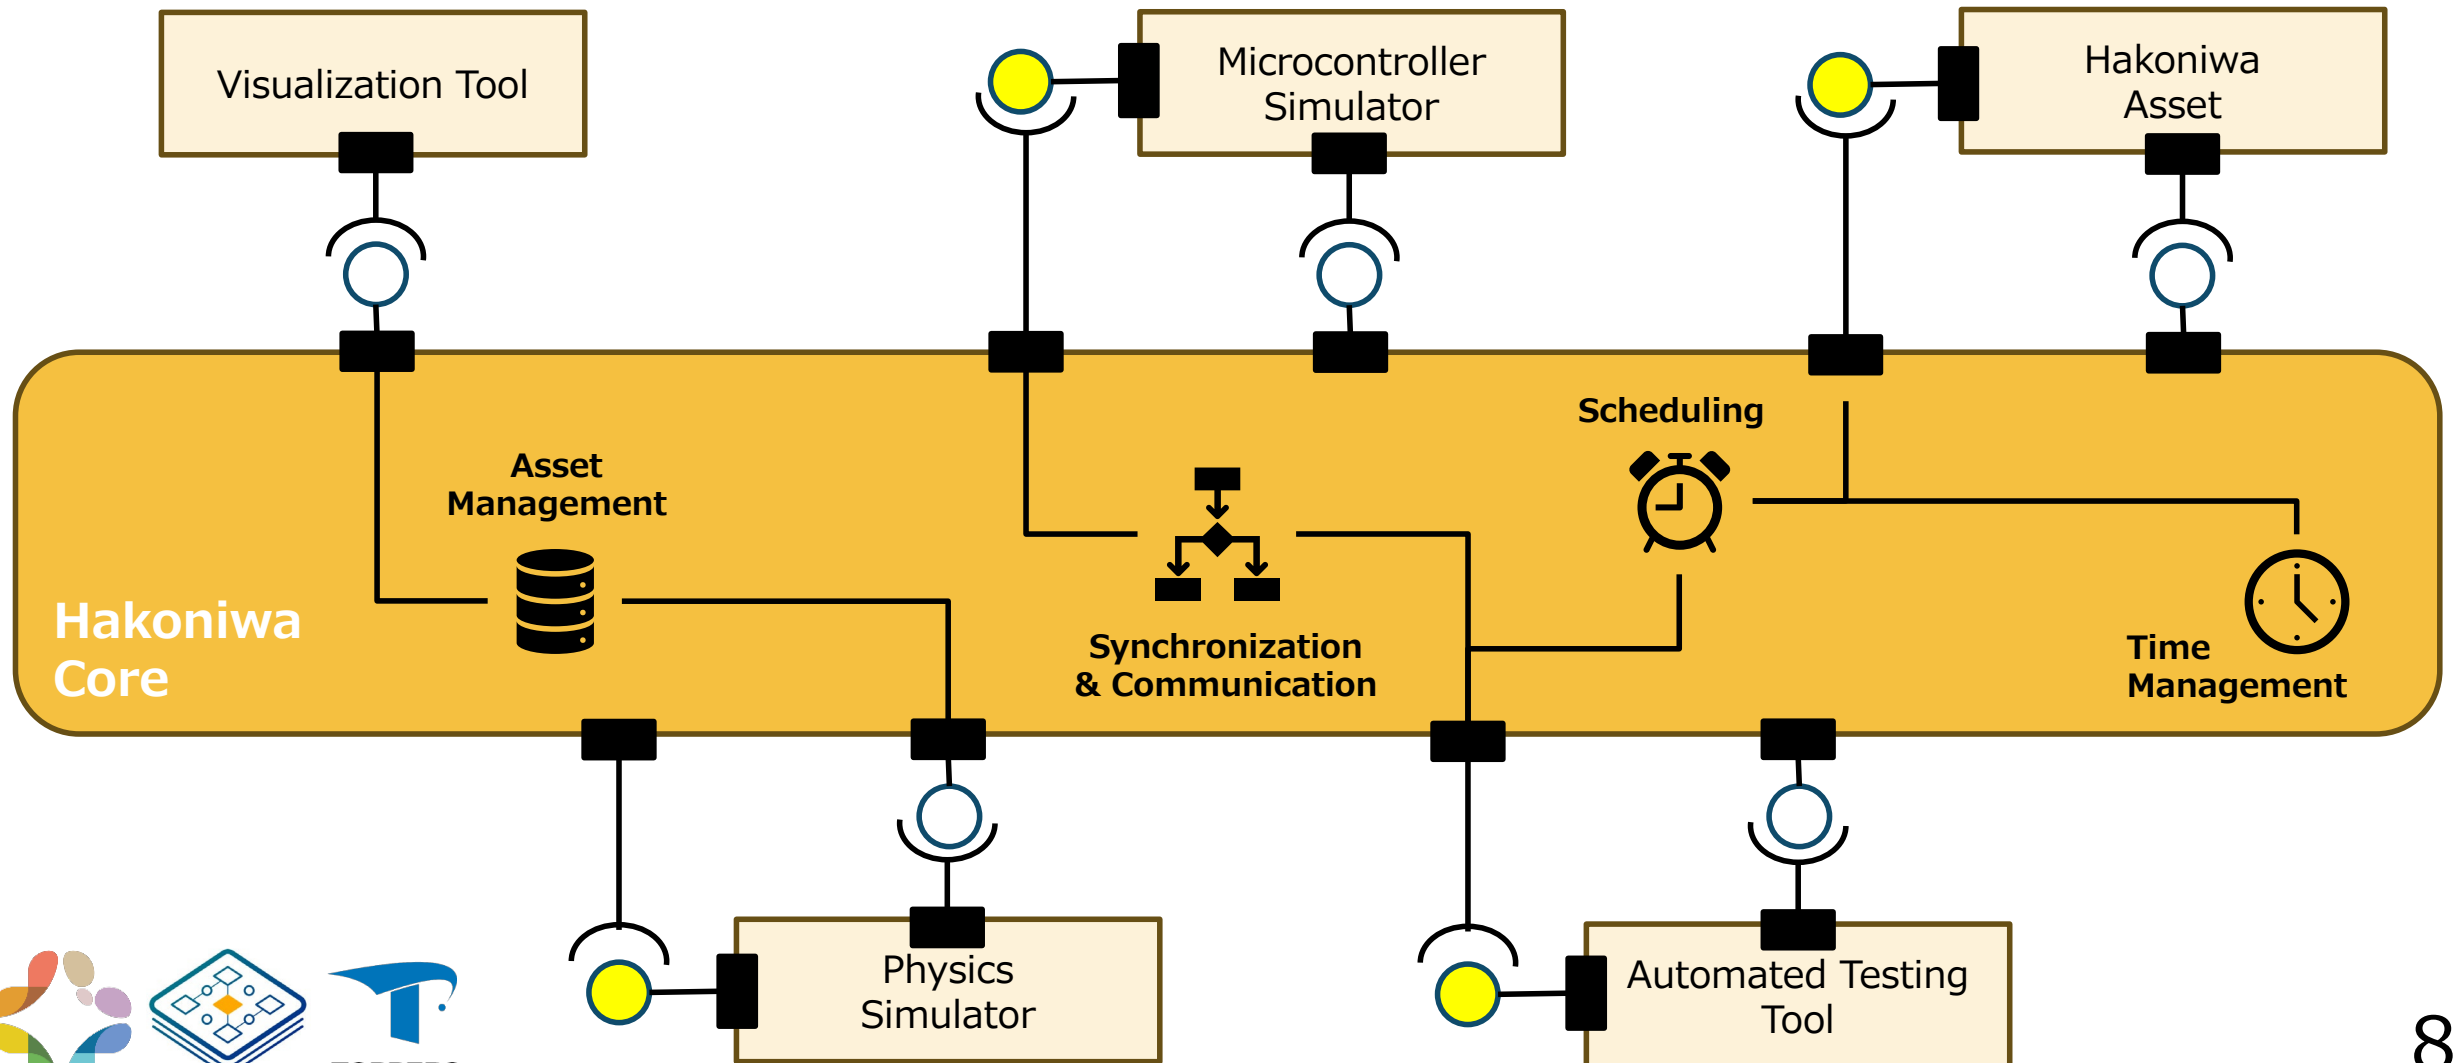 Visualization Tool
Microcontroller
Simulator
Hakoniwa
Asset
Scheduling
Asset
Management
Hakoniwa
Core
Synchronization
& Communication
Time
Management
Physics
Simulator
Automated Testing
Tool
8